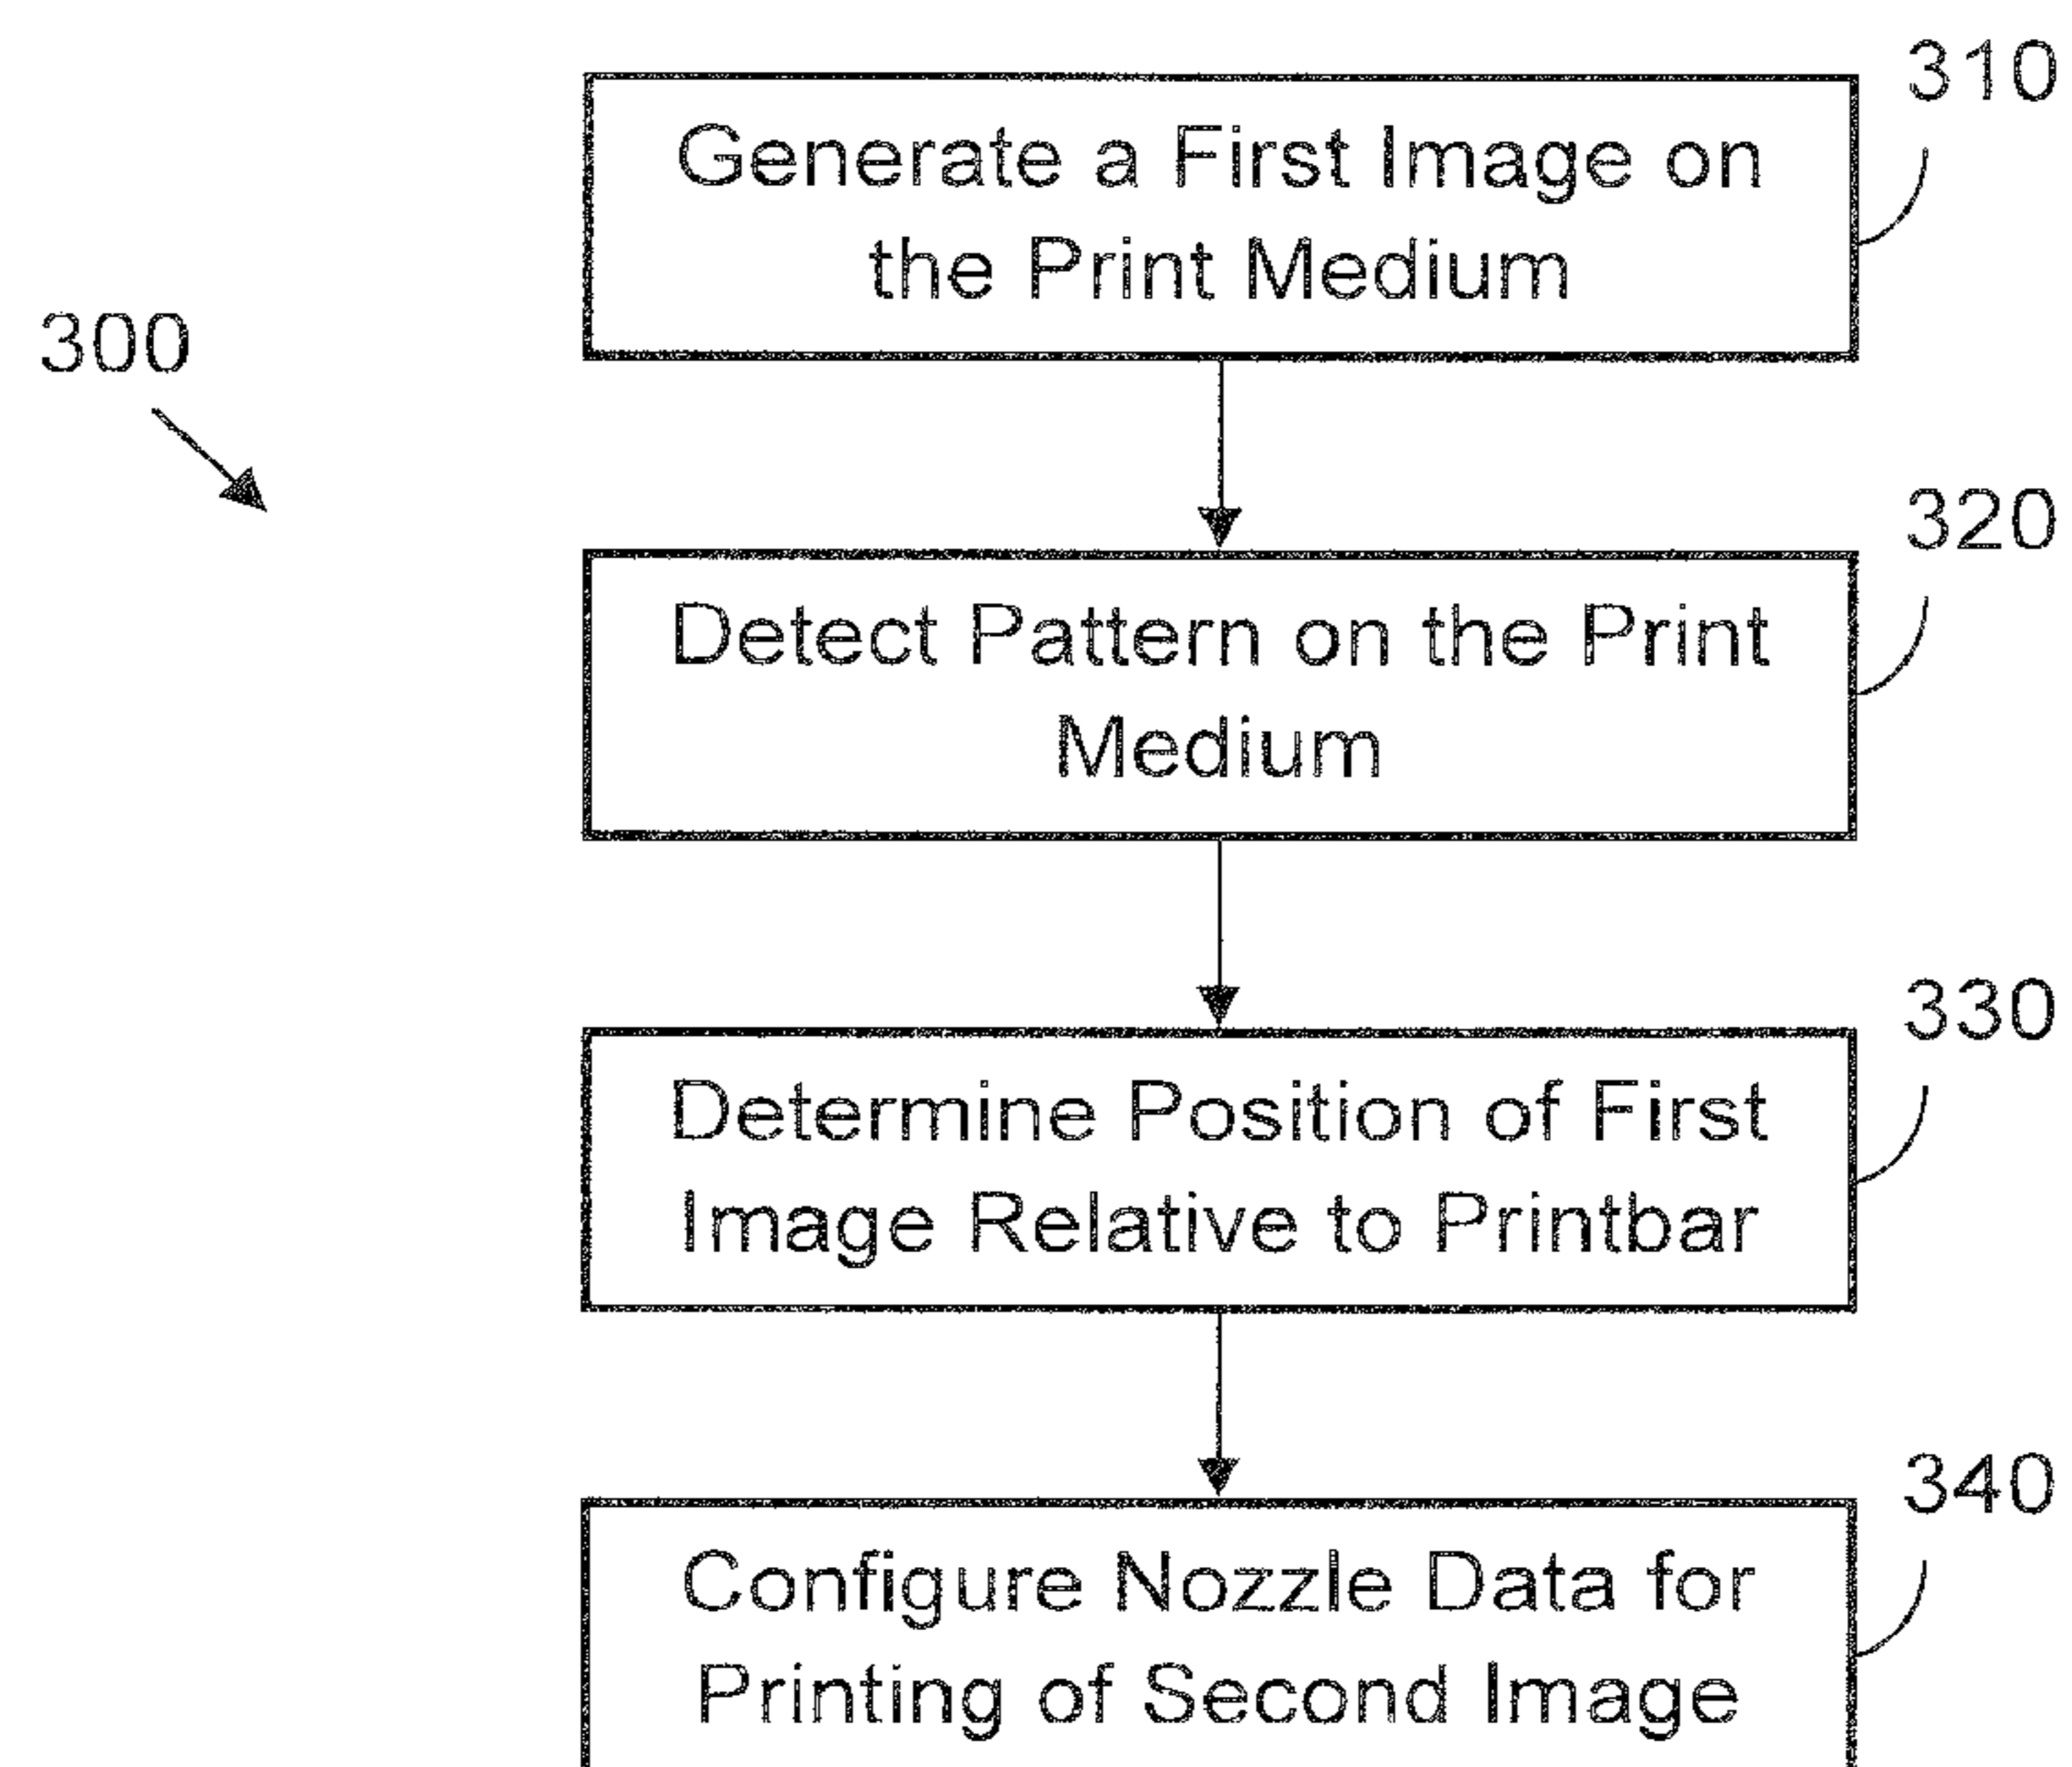 310
Generate a First Image on
the Print Medium
300
320
Detect Pattern on the Print
Medium
330
Determine Position of First
Image Relative to Printbar
340
Configure Nozzle Data for
Printing of Second Image